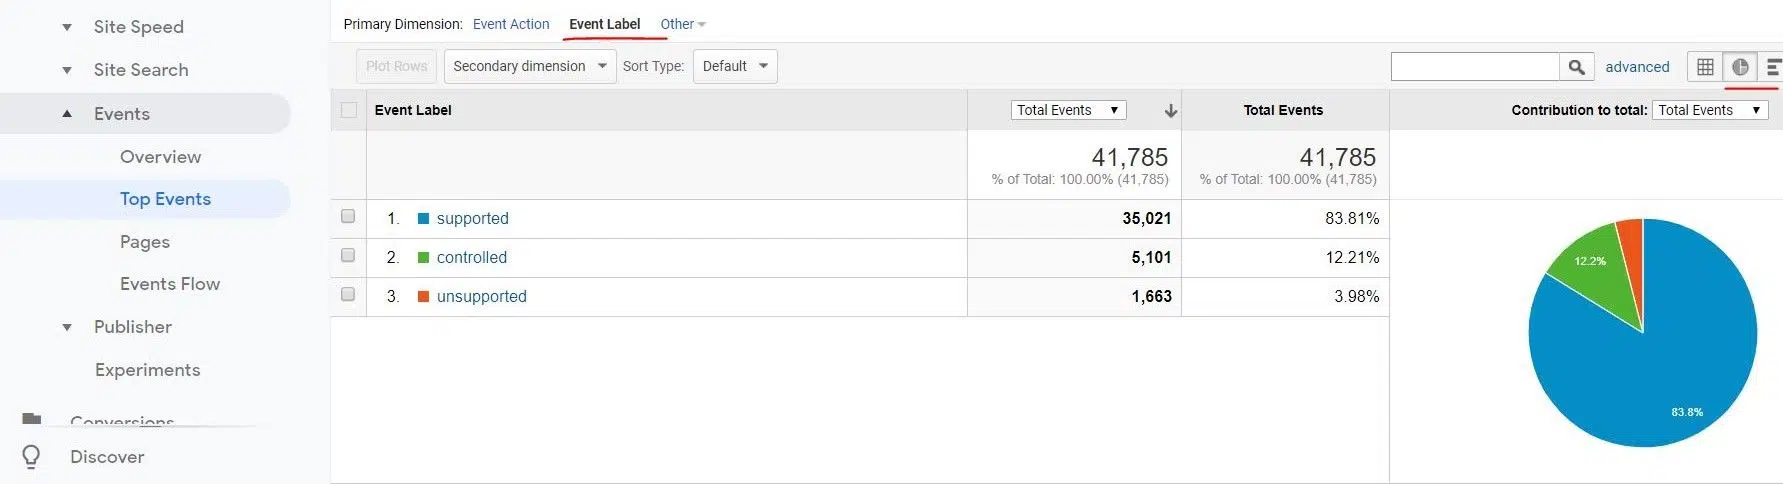 Site Speed
Site Search
Events
Overview
Top Events
Pages
Events Flow
Publisher
Experiments
Conversions
Discover
Primary Dimension: Event Action Event Label Other
Plot Rows Secondary dimension Sort Type: Default advanced
Event Label Total Events Total Events Contribution to total: Total Events
41,785 41,785
% of Total: 100.00% (41,785) % of Total: 100.00% (41,785)
1. supported 35,021 83.81%
2. controlled 5,101 12.21%
3. unsupported 1,663 3.98%
12.2%
83.8%